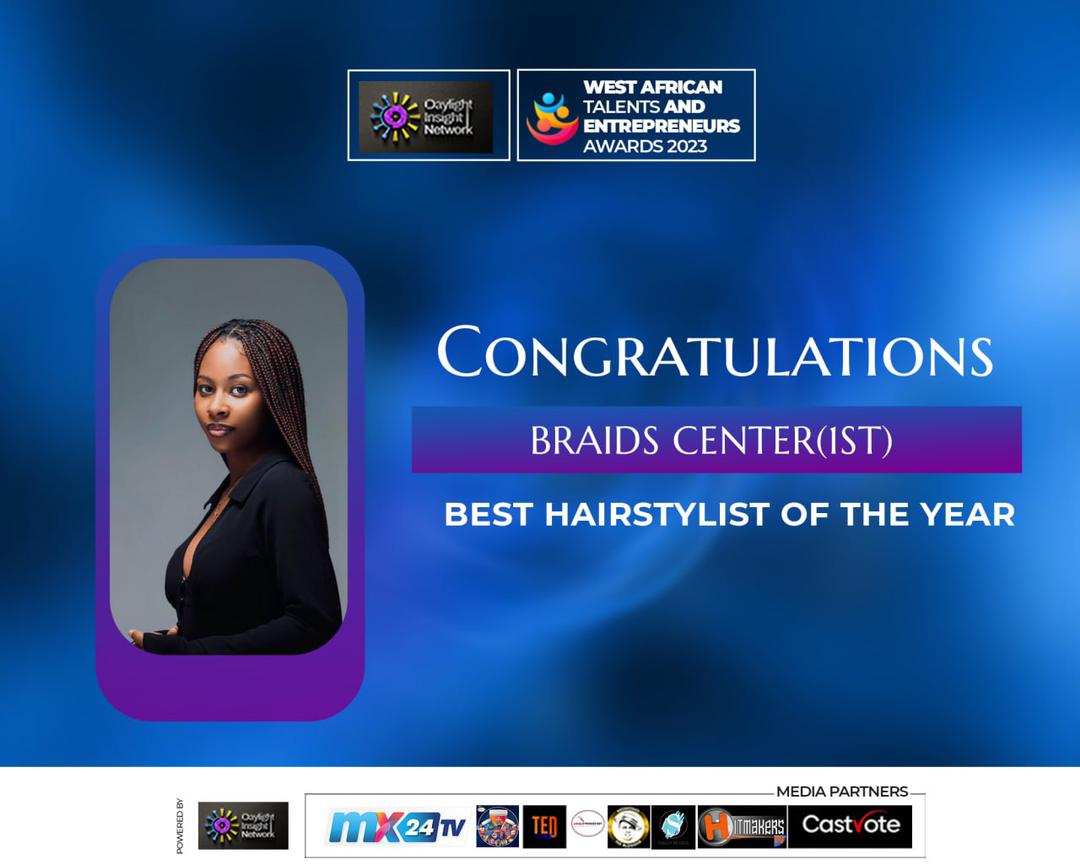 Daylight
Insight
Network
WEST AFRICAN
TALENTS AND
ENTREPRENEURS
AWARDS 2023
CONGRATULATIONS
BRAIDS CENTER(1ST)
BEST HAIRSTYLIST OF THE YEAR
MEDIA PARTNERS
POWERED BY
Daylight
Insight
Network
MX24TV
TEQ
HITMAKERS
Castvote